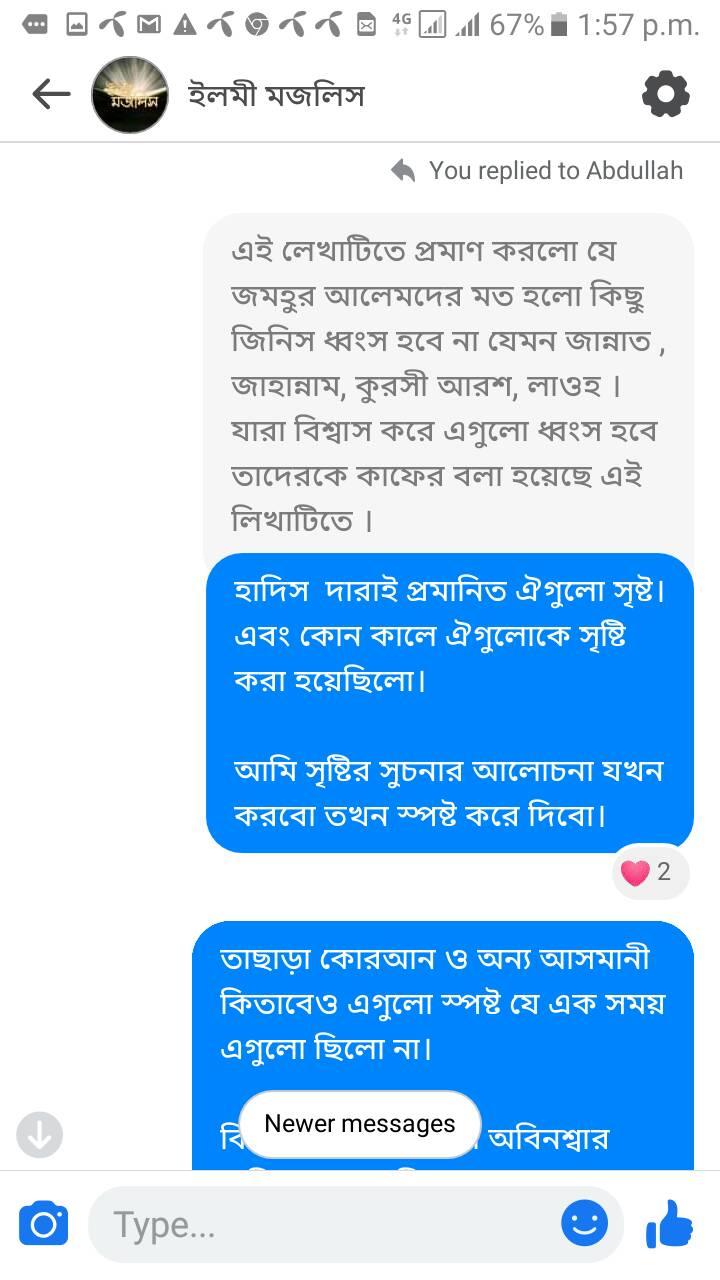 4G 67% 1:57 p.m.
ইলমী মজলিস
You replied to Abdullah
এই লেখাটিতে প্রমাণ করলো যে
জমহুর আলেমদের মত হলো কিছু
জিনিস ধ্বংস হবে না যেমন জান্নাত ,
জাহান্নাম, কুরসী আরশ, লাওহ ।
যারা বিশ্বাস করে এগুলো ধ্বংস হবে
তাদেরকে কাফের বলা হয়েছে এই
লিখাটিতে ।
হাদিস দারাই প্রমানিত ঐগুলো সৃষ্ট।
এবং কোন কালে ঐগুলোকে সৃষ্টি
করা হয়েছিলো।
আমি সৃষ্টির সুচনার আলোচনা যখন
করবো তখন স্পষ্ট করে দিবো।
2
তাছাড়া কোরআন ও অন্য আসমানী
কিতাবেও এগুলো স্পষ্ট যে এক সময়
এগুলো ছিলো না।
অবিনশ্বার
Newer messages
Type...